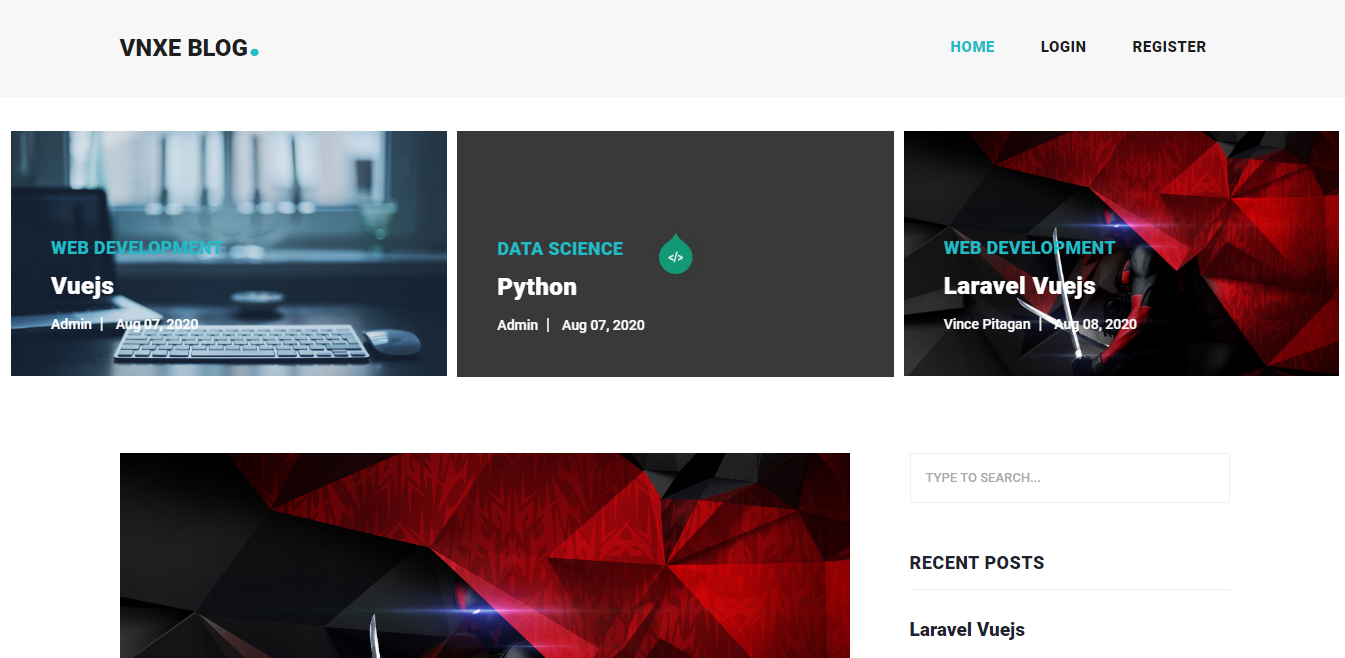 VNXE BLOG.
HOME LOGIN REGISTER
WEB DEVELOPMENT
Vuejs
Admin | Aug 07, 2020
DATA SCIENCE
</>
Python
Admin | Aug 07, 2020
WEB DEVELOPMENT
Laravel Vuejs
Vince Pitagan | Aug 08, 2020
TYPE TO SEARCH...
RECENT POSTS
Laravel Vuejs